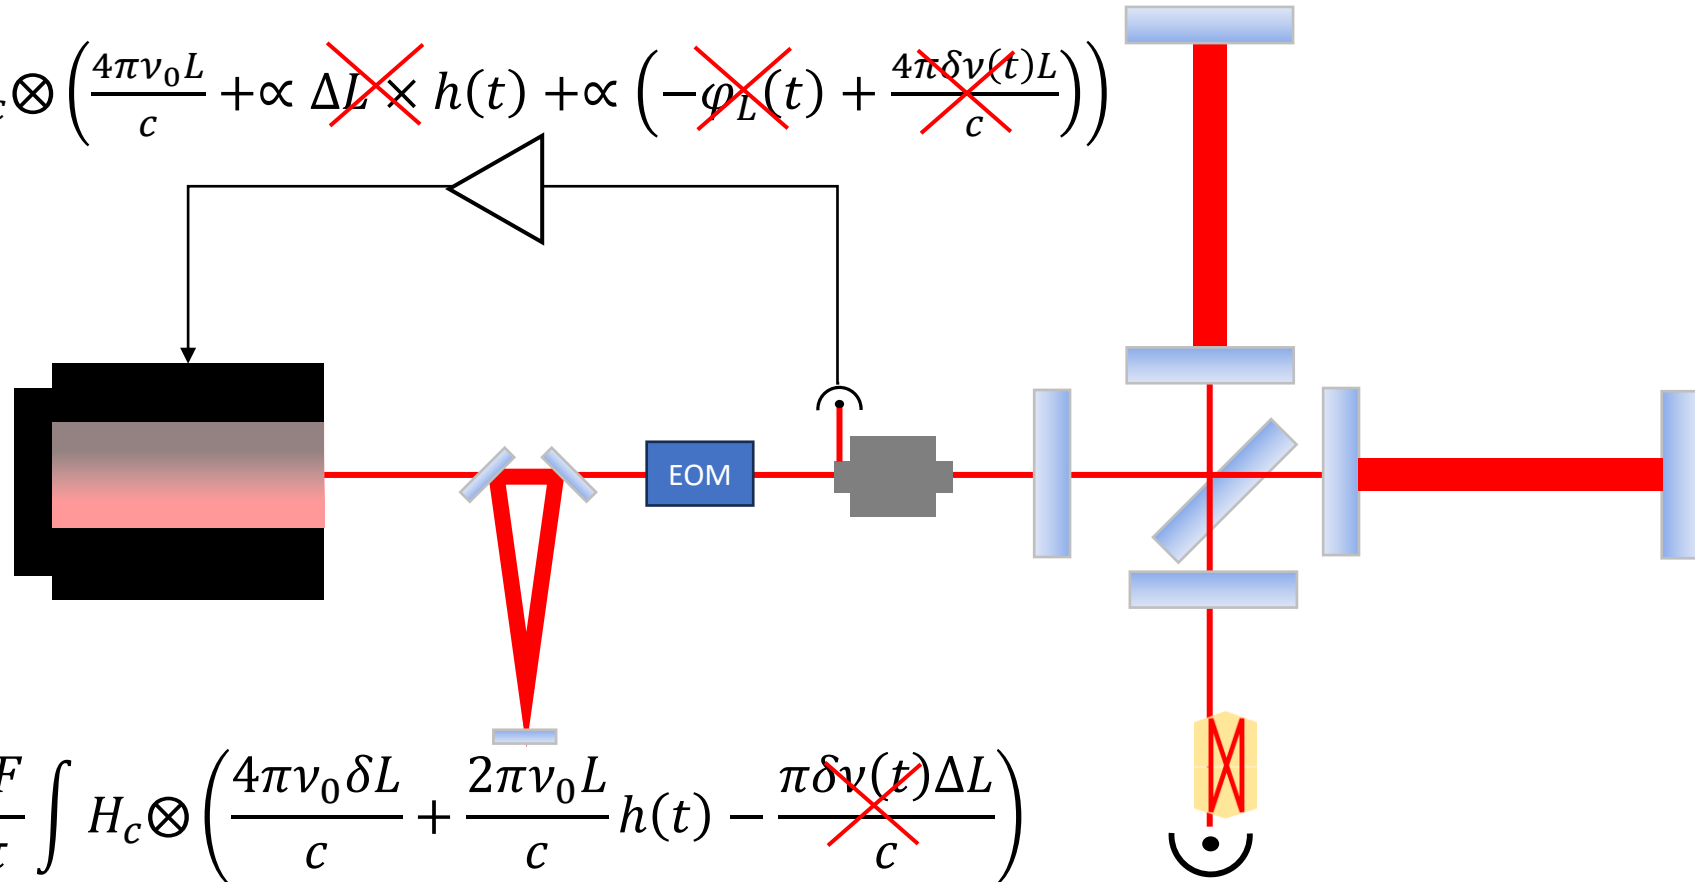 c⊗(4πν₀L/c +∝ ΔL × h(t) +∝ (−φ_L(t) + 4πδν(t)L/c))
EOM
∫ H_c⊗(4πν₀δL/c + 2πν₀L/c h(t) − πδν(t)ΔL/c)